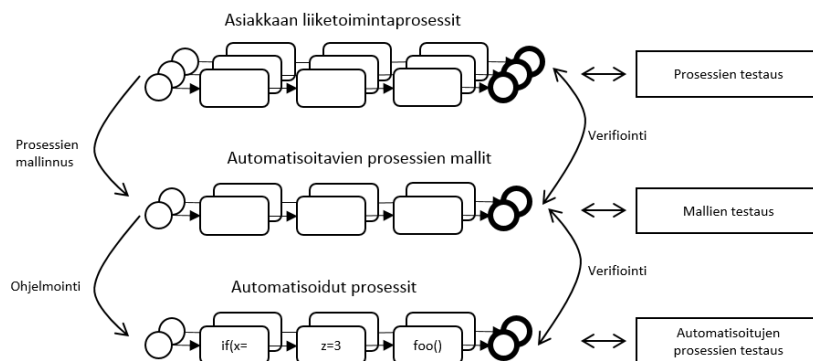 Asiakkaan liiketoimintaprosessit
Prosessien testaus
Prosessien
mallinnus
Verifiointi
Automatisoitavien prosessien mallit
Mallien testaus
Ohjelmointi
Verifiointi
Automatisoidut prosessit
if(x=
z=3
foo()
Automatisoitujen
prosessien testaus